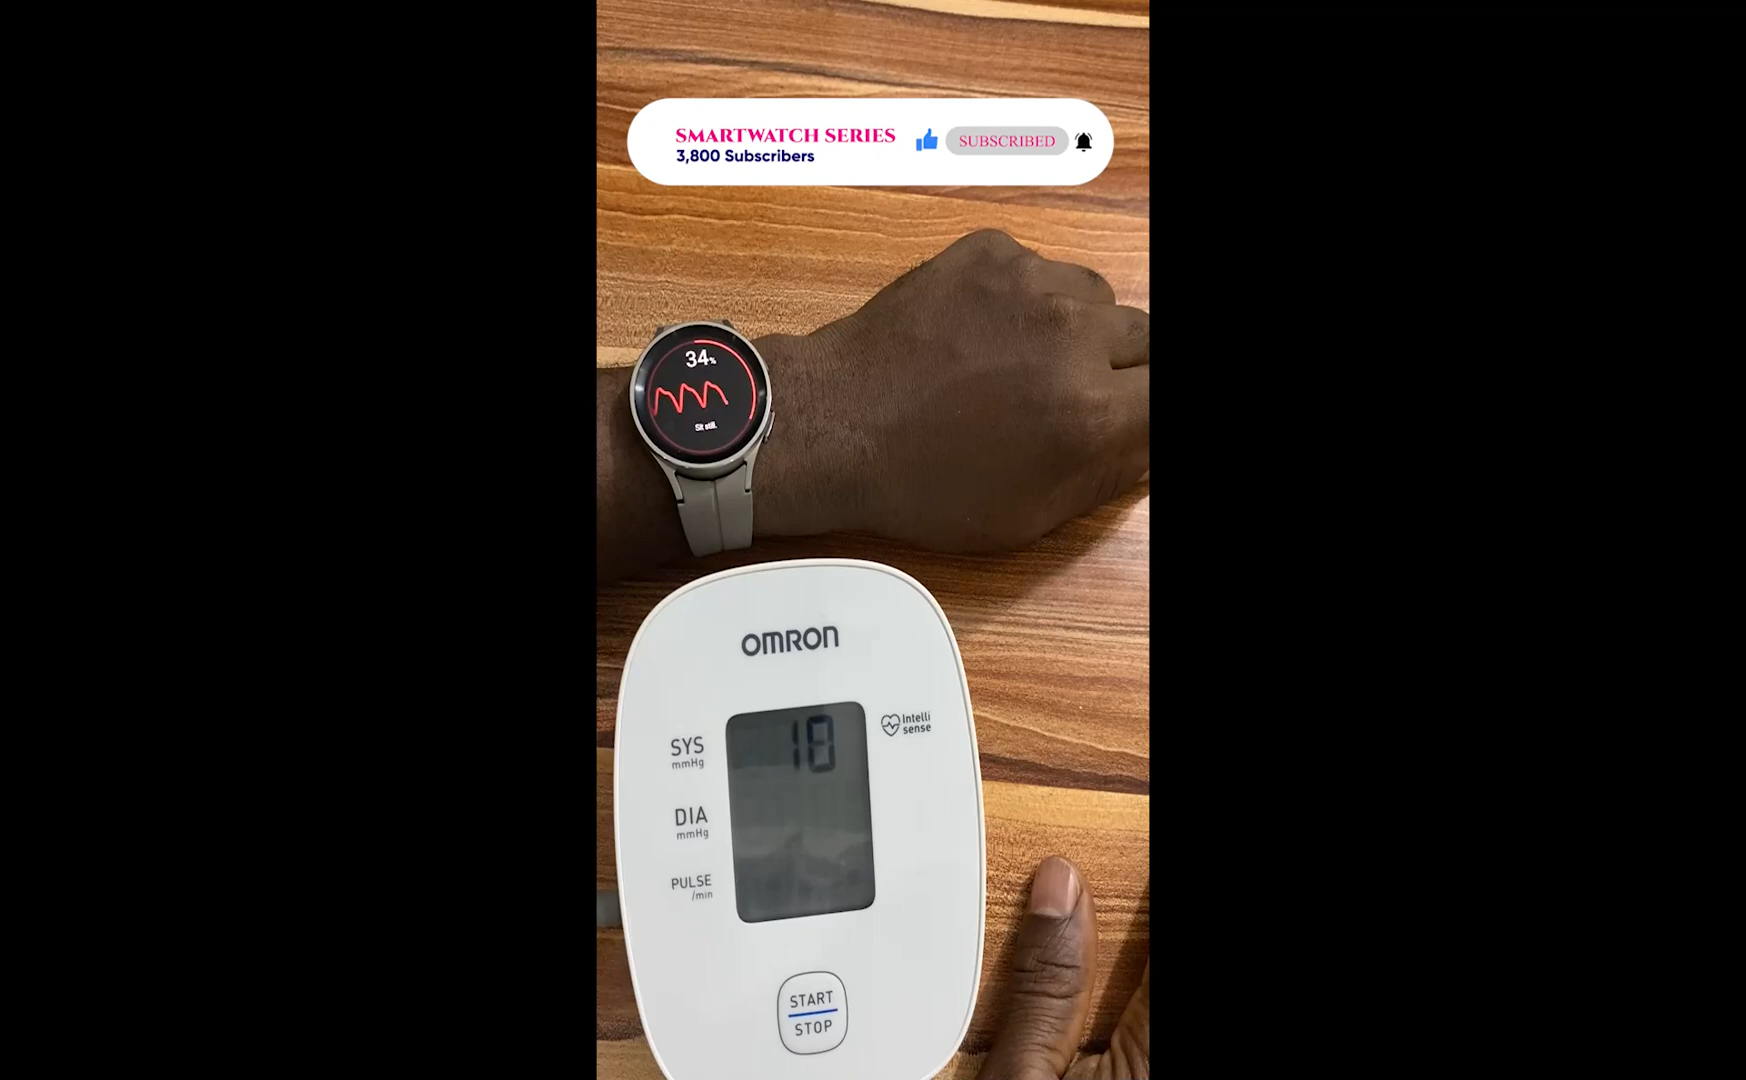 SMARTWATCH SERIES
3,800 Subscribers
SUBSCRIBED
34%
Sit still.
OMRON
18
Intelli
sense
SYS
mmHg
DIA
mmHg
PULSE
/min
START
STOP